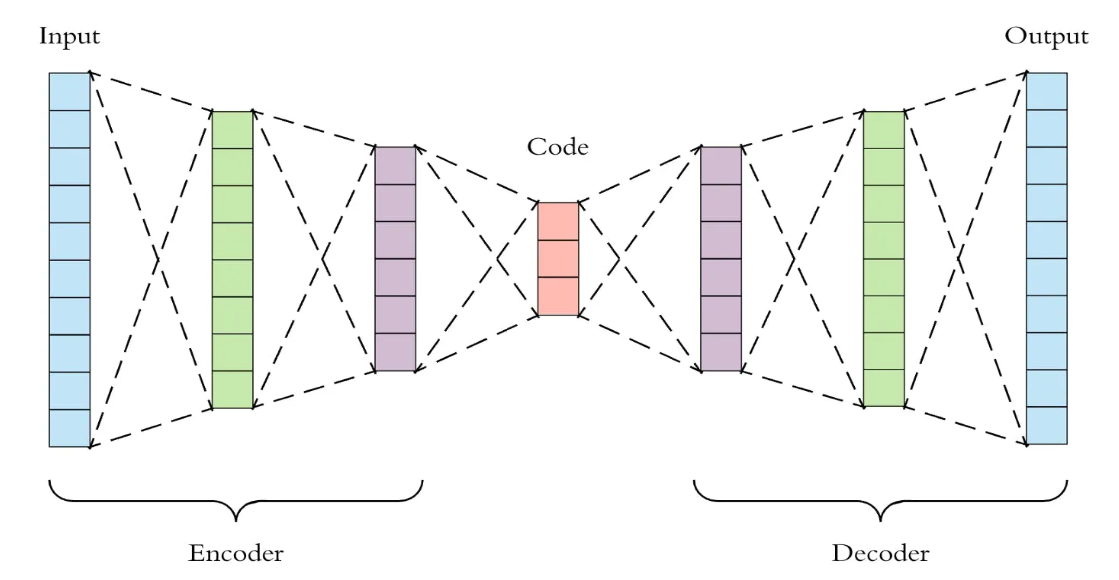 Input
Output
Code
Encoder
Decoder